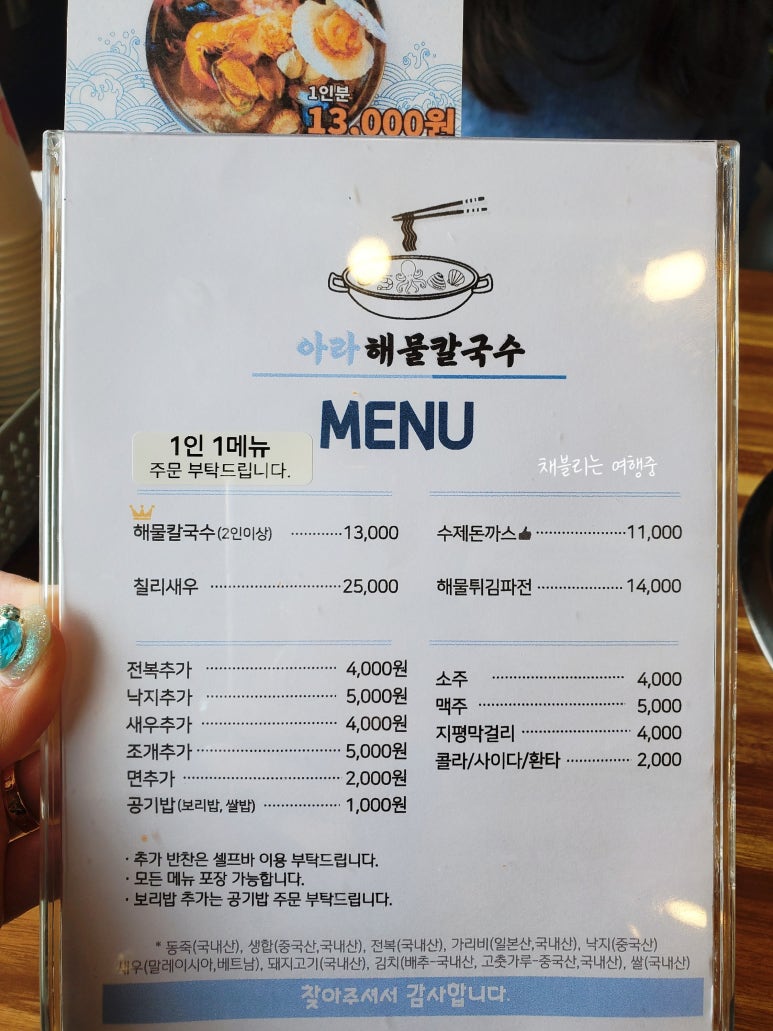 1인분
13,000원
아라해물칼국수
MENU
1인 1메뉴
주문 부탁드립니다.
채블리는 여행중
해물칼국수(2인이상) 13,000
칠리새우 25,000
수제돈까스 11,000
해물튀김파전 14,000
전복추가 4,000원
낙지추가 5,000원
새우추가 4,000원
조개추가 5,000원
면추가 2,000원
공기밥(보리밥, 쌀밥) 1,000원
소주 4,000
맥주 5,000
지평막걸리 4,000
콜라/사이다/환타 2,000
· 추가 반찬은 셀프바 이용 부탁드립니다.
· 모든 메뉴 포장 가능합니다.
· 보리밥 추가는 공기밥 주문 부탁드립니다.
* 동죽(국내산), 생합(중국산,국내산), 전복(국내산), 가리비(일본산,국내산), 낙지(중국산)
새우(말레이시아,베트남), 돼지고기(국내산), 김치(배추-국내산, 고춧가루-중국산,국내산), 쌀(국내산)
찾아주셔서 감사합니다.